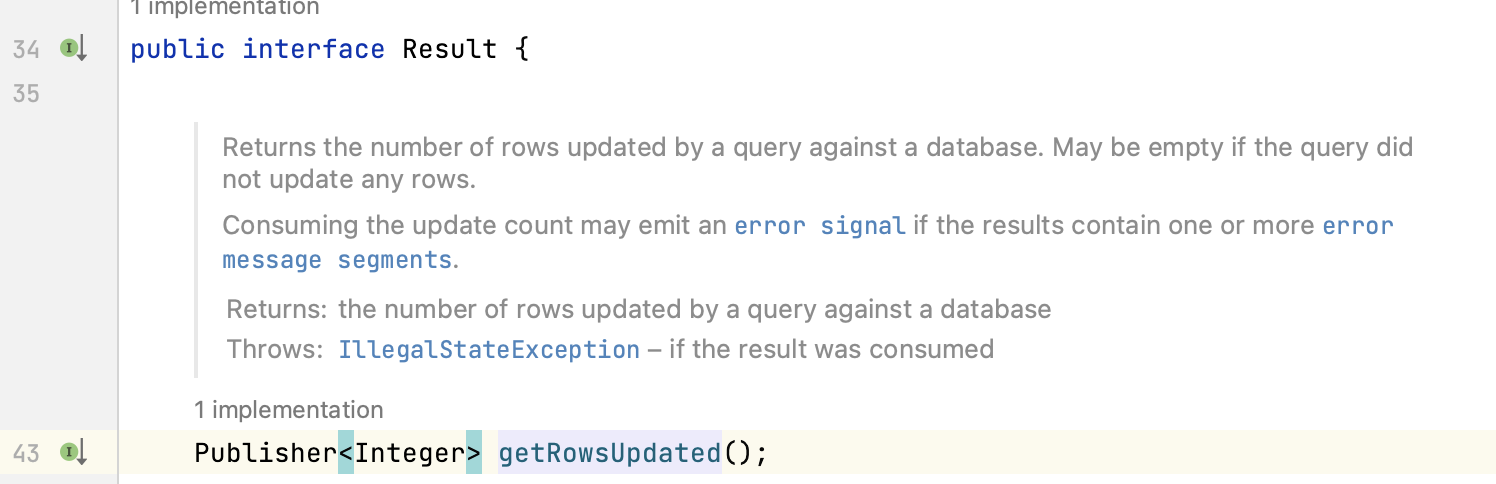 1 implementation
34 public interface Result {
35
Returns the number of rows updated by a query against a database. May be empty if the query did
not update any rows.
Consuming the update count may emit an error signal if the results contain one or more error
message segments.
Returns: the number of rows updated by a query against a database
Throws: IllegalStateException – if the result was consumed
1 implementation
43 Publisher<Integer> getRowsUpdated();